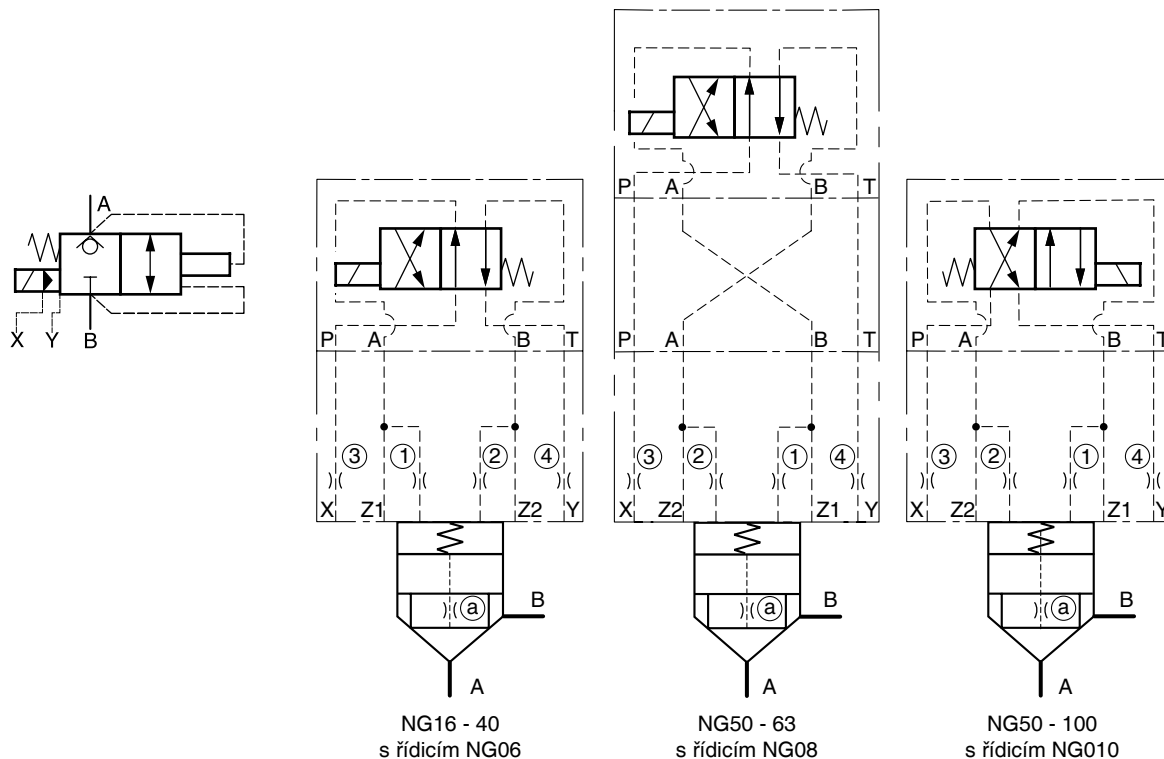 A
X Y B
P A B T
3 1 2 4
X Z1 Z2 Y
a
B
A
NG16 - 40
s řídicím NG06
P A B T
P A B T
3 2 1 4
X Z2 Z1 Y
a
B
A
NG50 - 63
s řídicím NG08
P A B T
3 2 1 4
X Z2 Z1 Y
a
B
A
NG50 - 100
s řídicím NG010